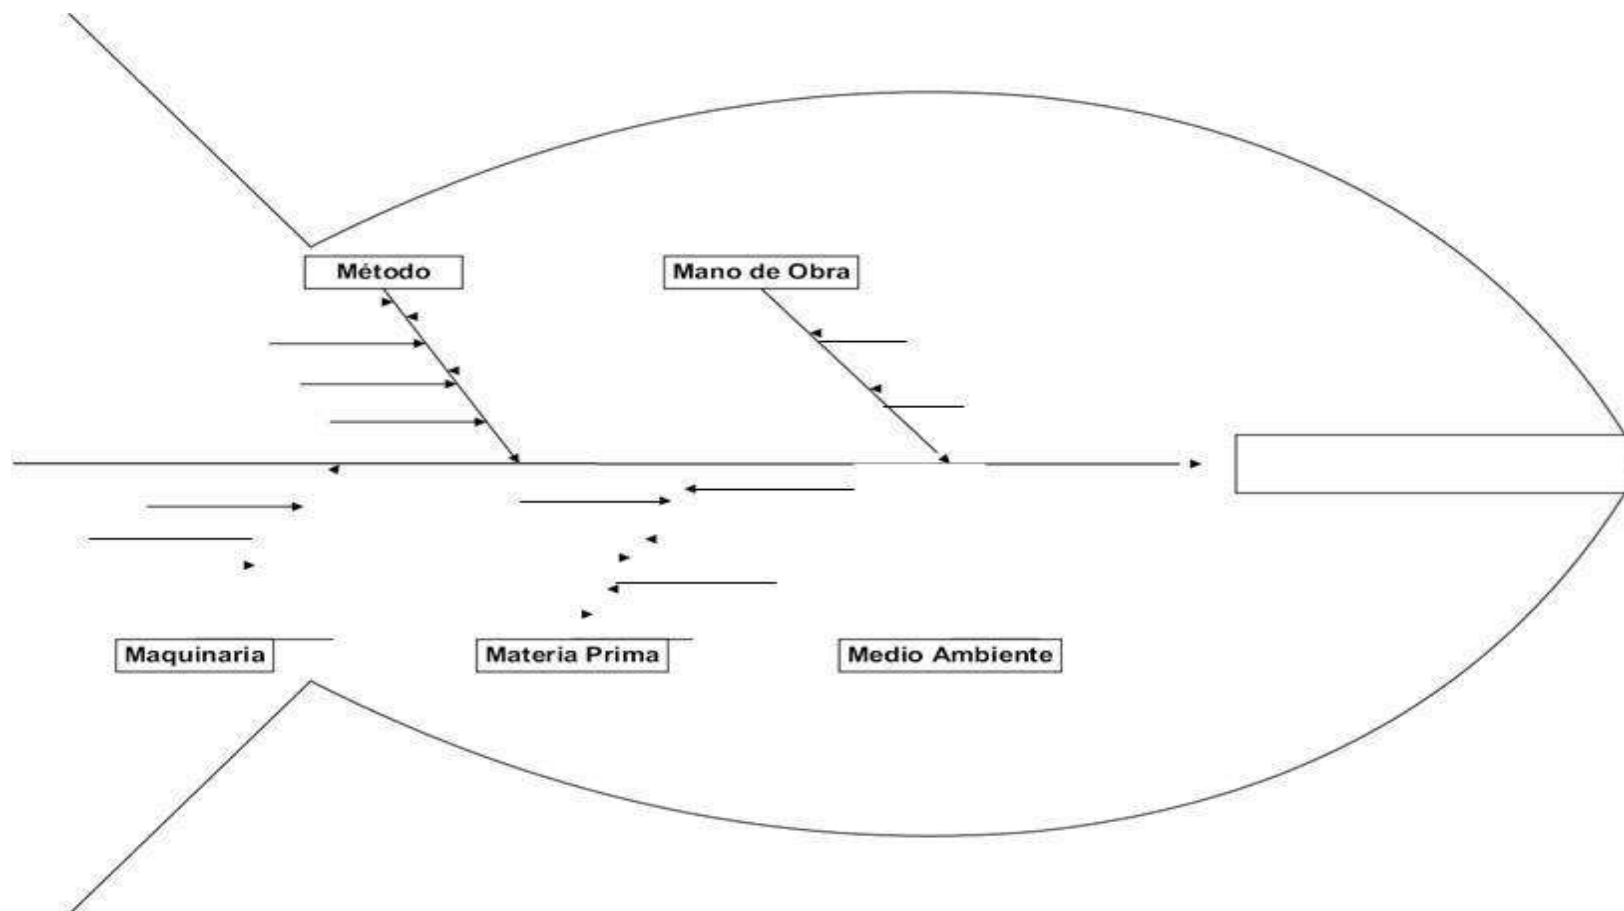 Método
Mano de Obra
Maquinaria
Materia Prima
Medio Ambiente